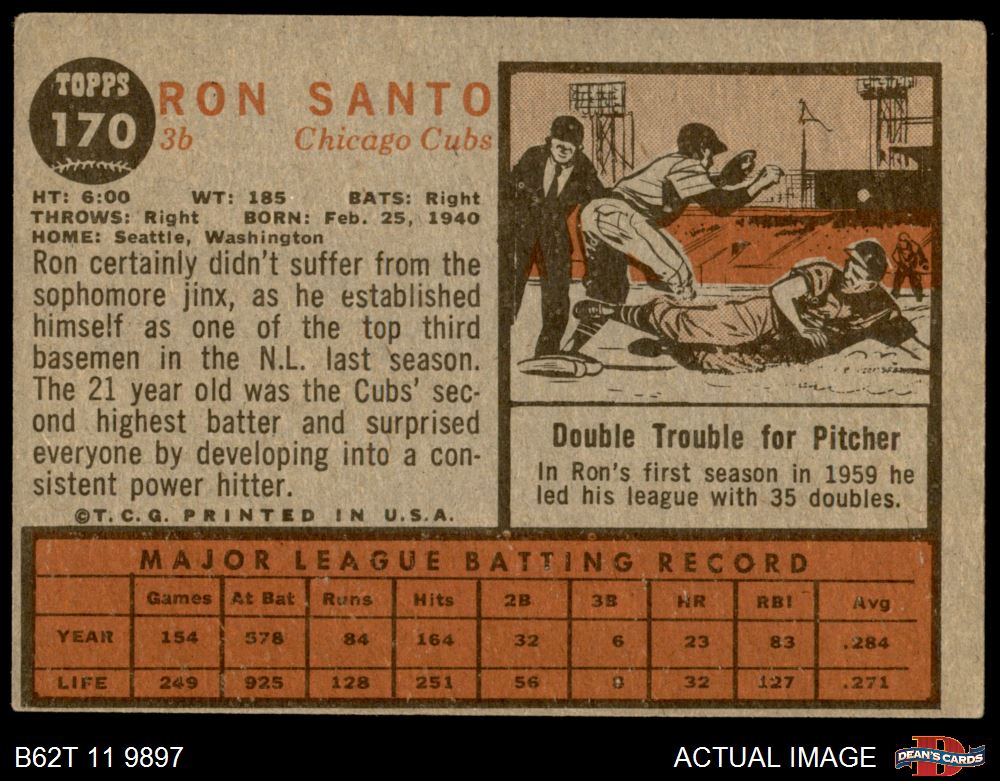 TOPPS
170
RON SANTO
3b Chicago Cubs
HT: 6:00 WT: 185 BATS: Right
THROWS: Right BORN: Feb. 25, 1940
HOME: Seattle, Washington
Ron certainly didn't suffer from the
sophomore jinx, as he established
himself as one of the top third
basemen in the N.L. last season.
The 21 year old was the Cubs' sec-
ond highest batter and surprised
everyone by developing into a con-
sistent power hitter.
©T.C.G. PRINTED IN U.S.A.
Double Trouble for Pitcher
In Ron's first season in 1959 he
led his league with 35 doubles.
MAJOR LEAGUE BATTING RECORD
Games At Bat Runs Hits 2B 3B HR RBI Avg
YEAR 154 578 84 164 32 6 23 83 .284
LIFE 249 925 128 251 56 32 127 .271
B62T 11 9897
ACTUAL IMAGE
D
DEAN'S CARDS